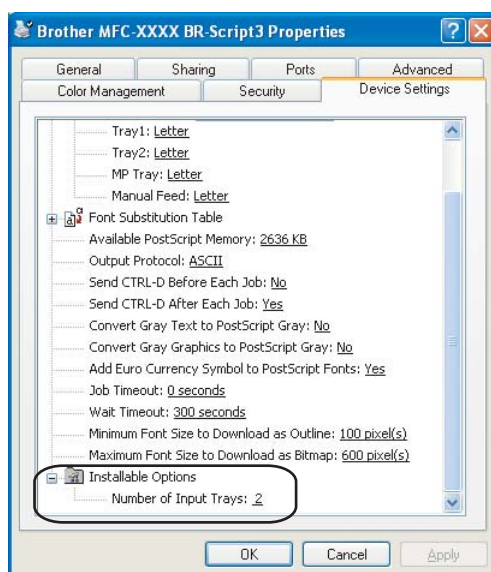 Brother MFC-XXXX BR-Script3 Properties
General Sharing Ports Advanced
Color Management Security Device Settings
Tray1: Letter
Tray2: Letter
MP Tray: Letter
Manual Feed: Letter
Font Substitution Table
Available PostScript Memory: 2636 KB
Output Protocol: ASCII
Send CTRL-D Before Each Job: No
Send CTRL-D After Each Job: Yes
Convert Gray Text to PostScript Gray: No
Convert Gray Graphics to PostScript Gray: No
Add Euro Currency Symbol to PostScript Fonts: Yes
Job Timeout: 0 seconds
Wait Timeout: 300 seconds
Minimum Font Size to Download as Outline: 100 pixel(s)
Maximum Font Size to Download as Bitmap: 600 pixel(s)
Installable Options
Number of Input Trays: 2
OK Cancel Apply